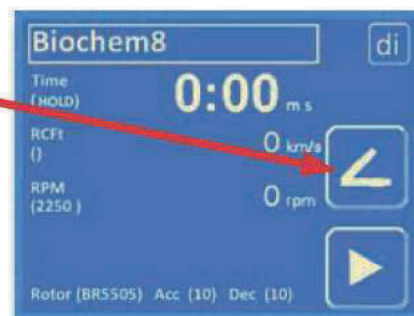 Biochem8
di
Time
(HOLD)
0:00 m s
RCFt
()
0 km/s
RPM
(2250 )
0 rpm
Rotor (BR5505) Acc (10) Dec (10)